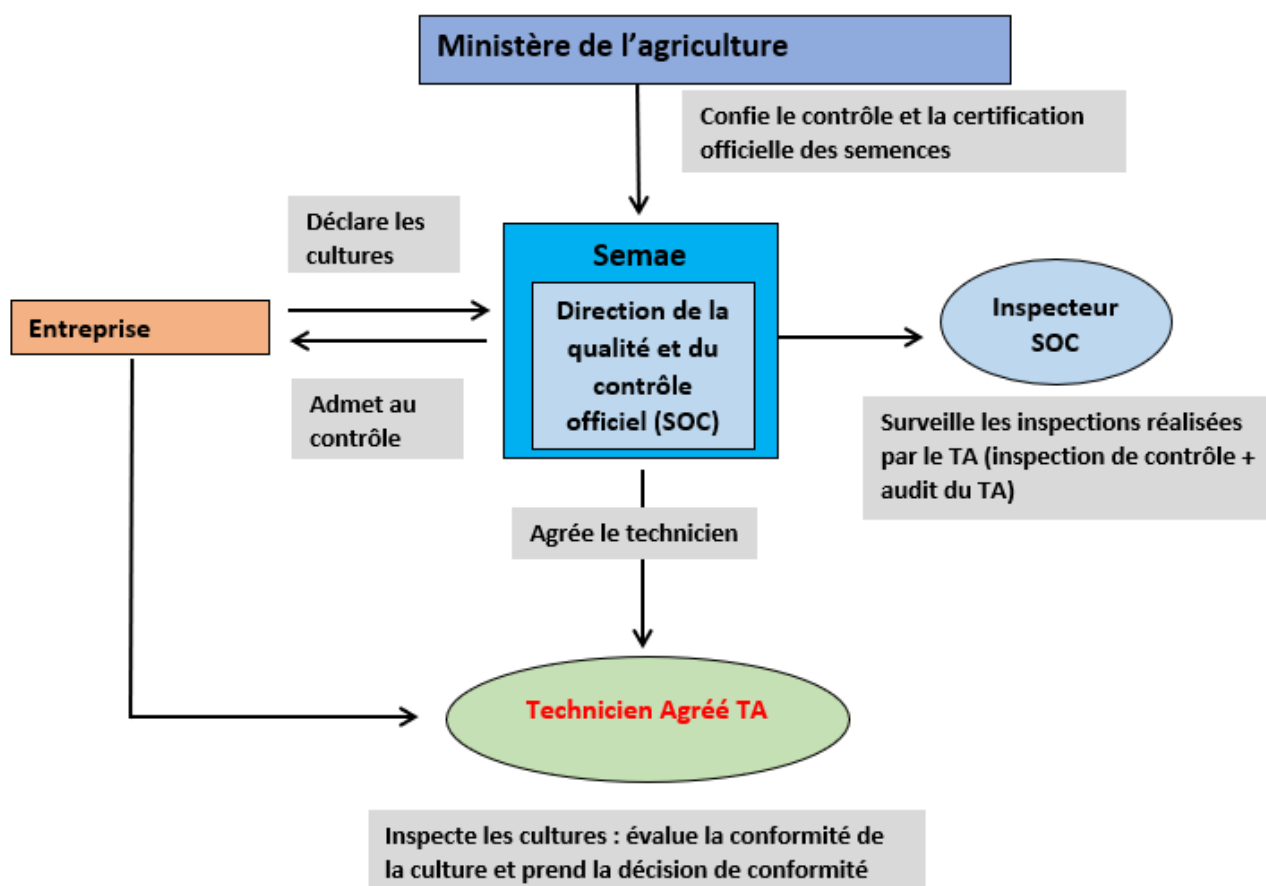 Ministère de l’agriculture
Confie le contrôle et la certification
officielle des semences
Déclare les
cultures
Semae
Direction de la
qualité et du
contrôle
officiel (SOC)
Inspecteur
SOC
Entreprise
Admet au
contrôle
Surveille les inspections réalisées
par le TA (inspection de contrôle +
audit du TA)
Agrée le technicien
Technicien Agréé TA
Inspecte les cultures : évalue la conformité de
la culture et prend la décision de conformité